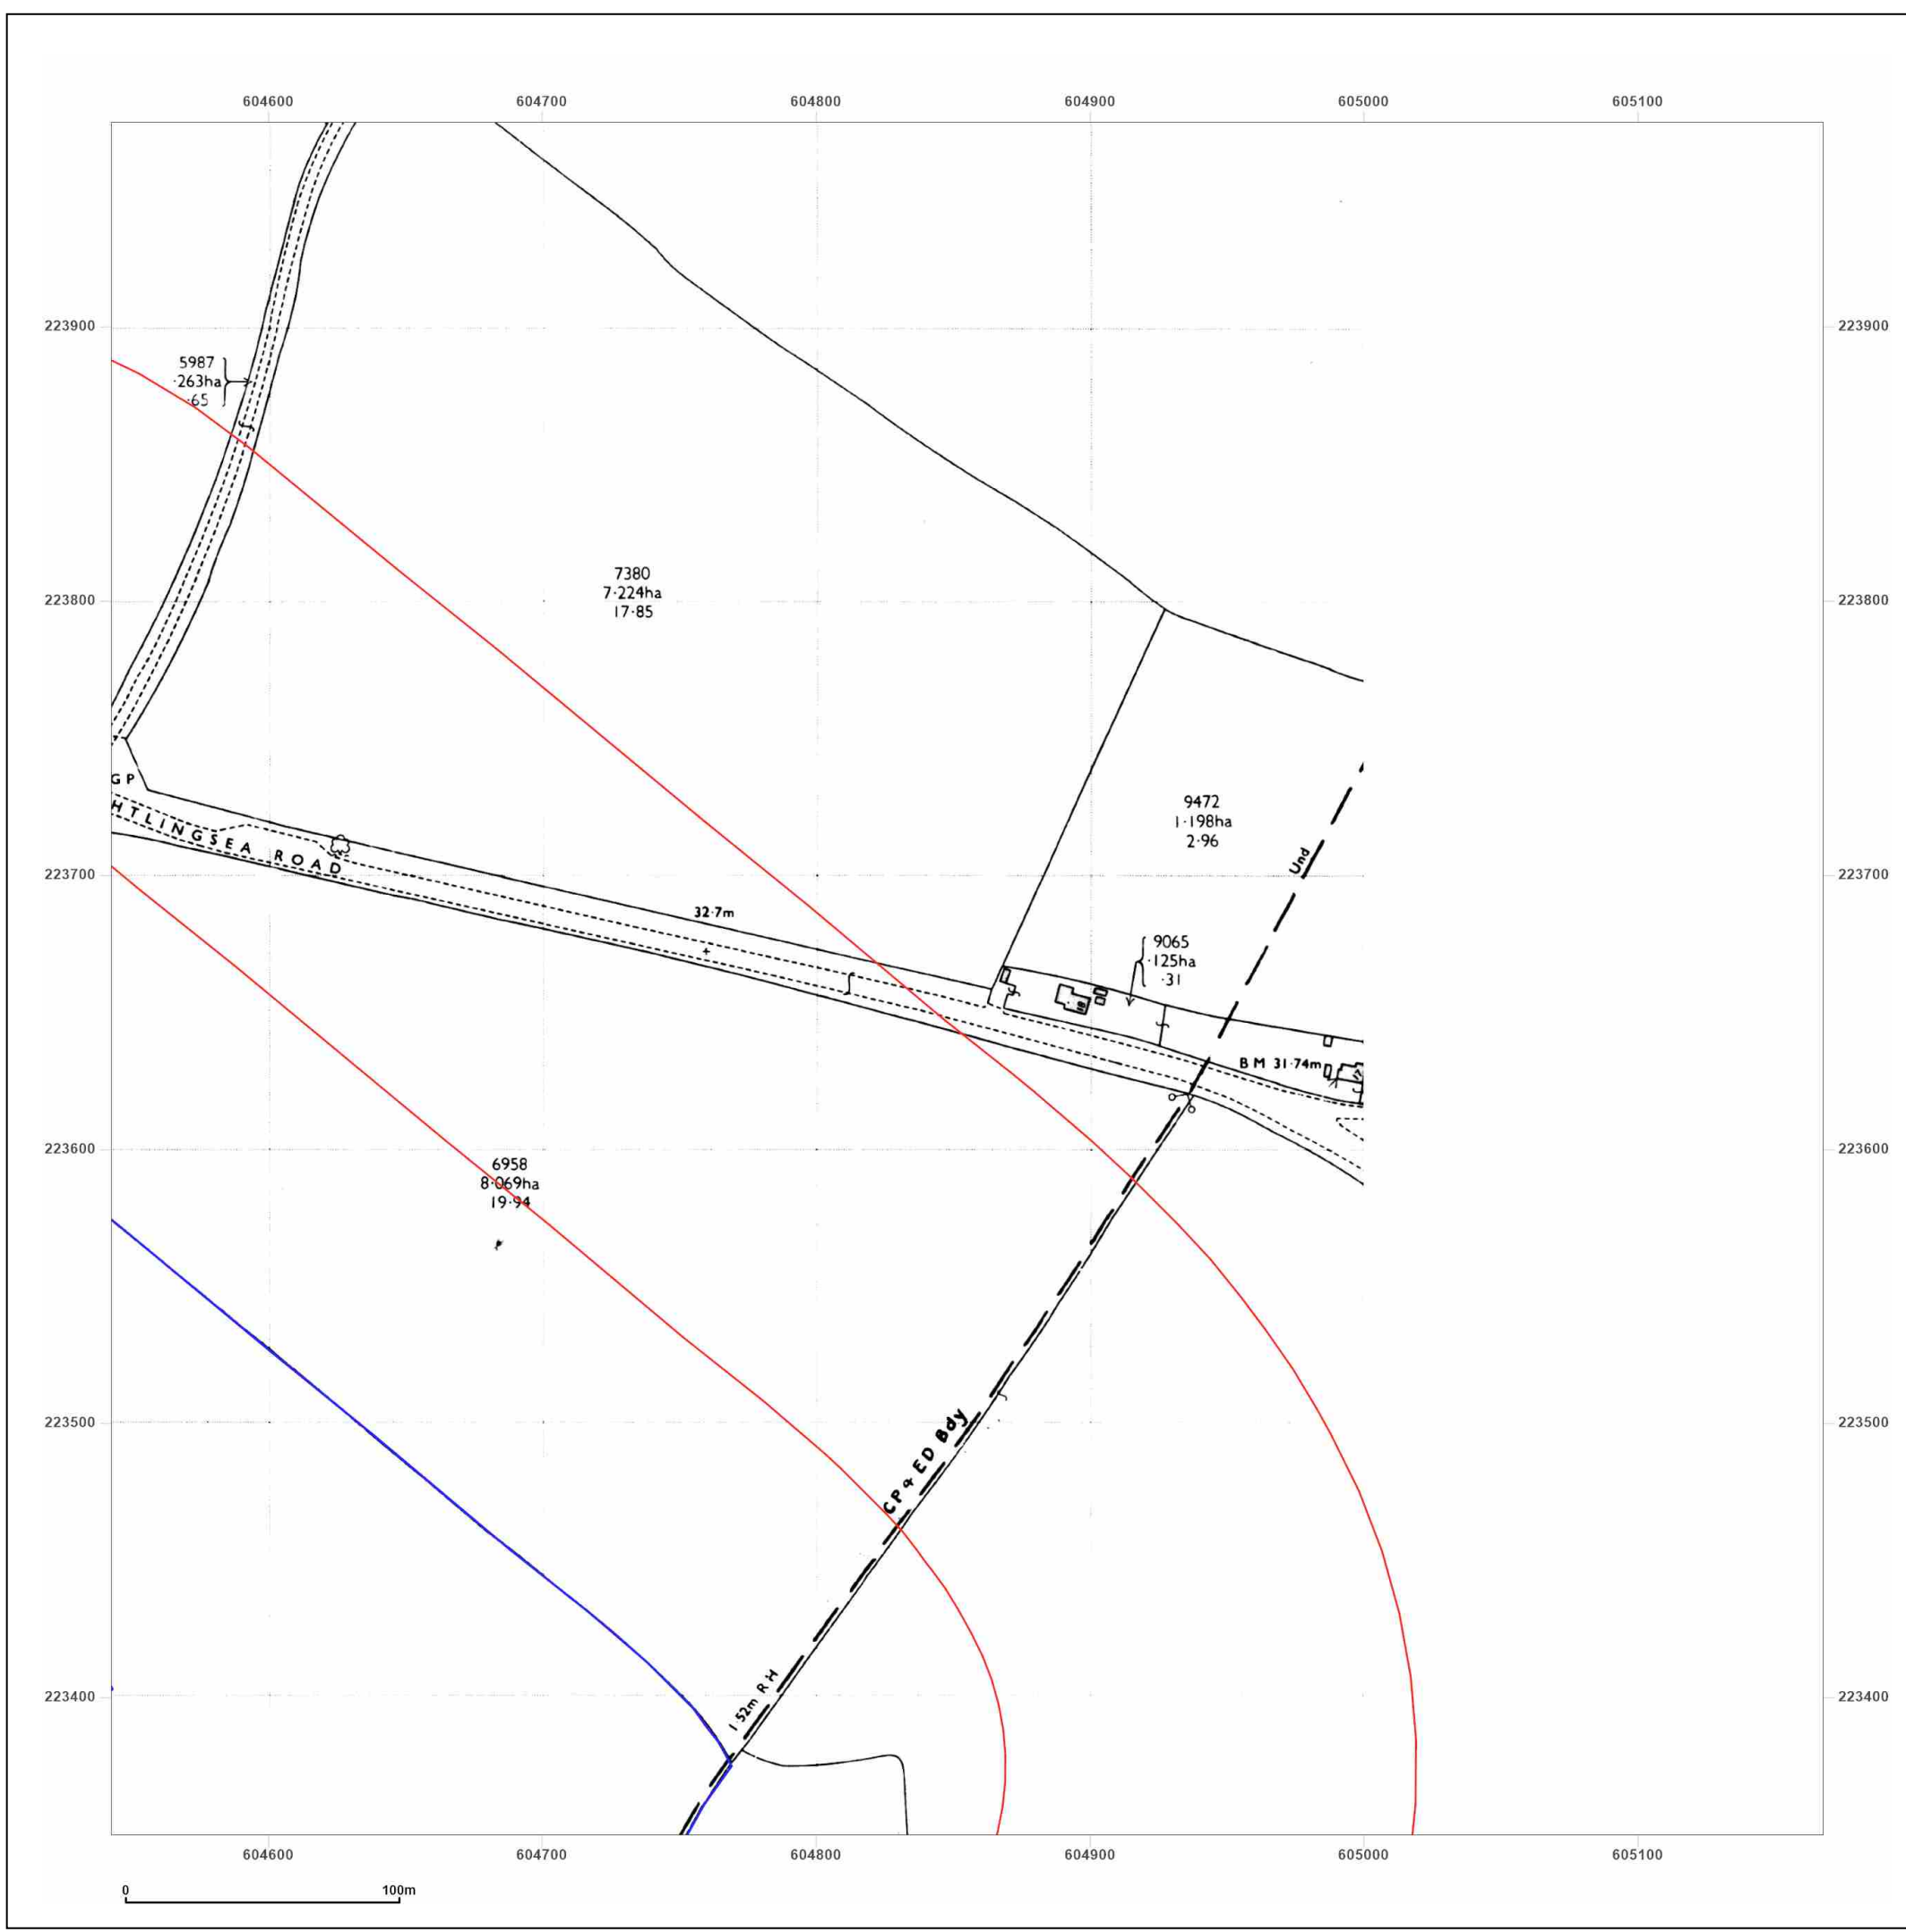 604600 604700 604800 604900 605000 605100
223900 223900
5987
·263ha
·65
7380
7·224ha
17·85
223800 223800
GP
HTLINGSEA ROAD
9472
1·198ha
2·96
Und
223700 223700
32·7m
9065
·125ha
·31
BM 31·74m
223600 223600
6958
8·069ha
19·94
223500 223500
CP & ED Bdy
1·52m RH
223400 223400
604600 604700 604800 604900 605000 605100
0 100m